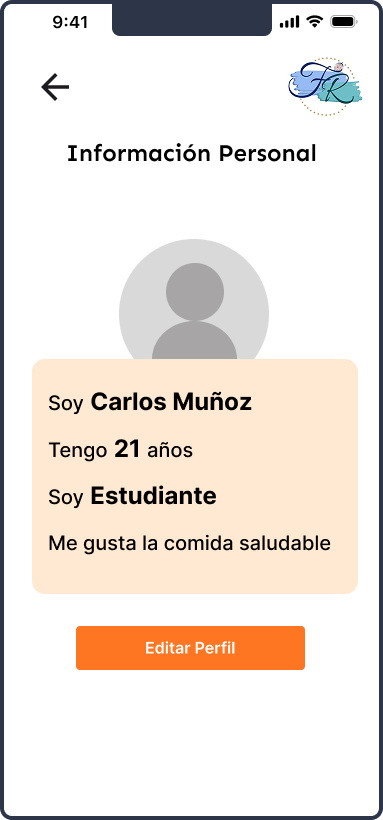 9:41
FR
Información Personal
Soy Carlos Muñoz
Tengo 21 años
Soy Estudiante
Me gusta la comida saludable
Editar Perfil